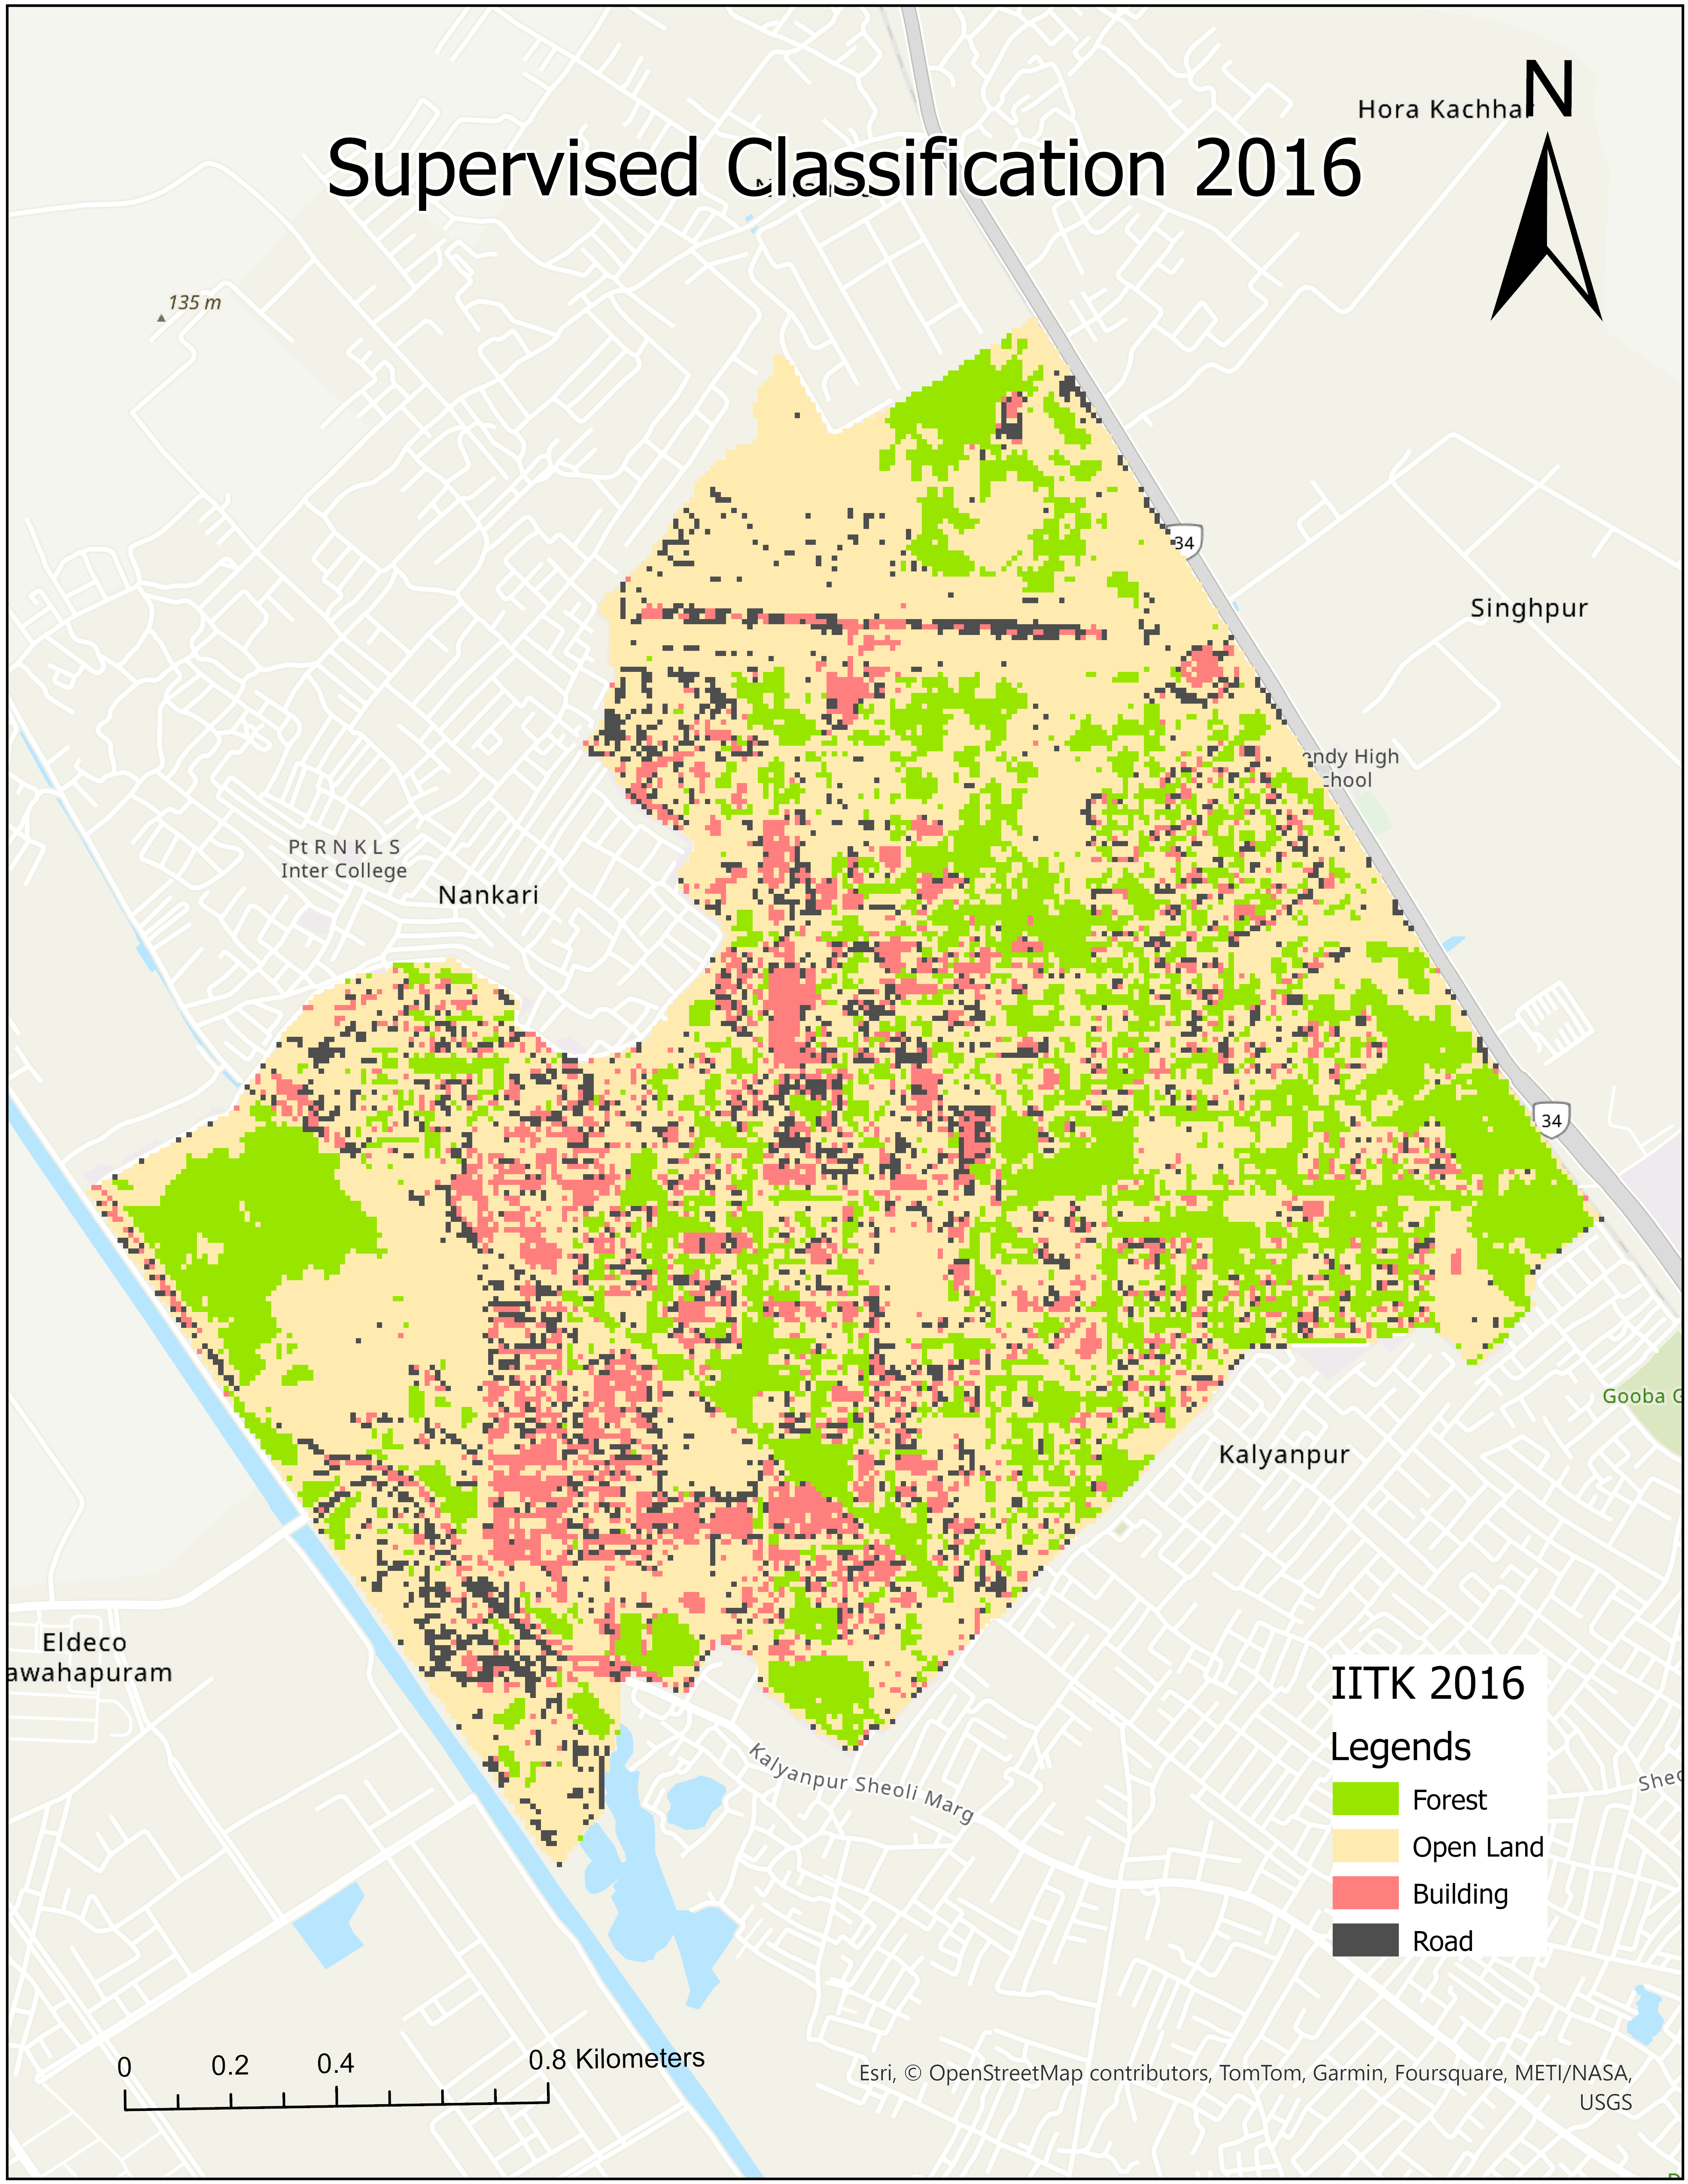 N
Hora Kachhar
Supervised Classification 2016
135 m
34
Singhpur
endy High
chool
Pt R N K L S
Inter College
Nankari
34
Gooba G
Kalyanpur
Eldeco
awahapuram
IITK 2016
Legends
Forest
Open Land
Building
Road
Kalyanpur Sheoli Marg
Sheo
0 0.2 0.4 0.8 Kilometers
Esri, © OpenStreetMap contributors, TomTom, Garmin, Foursquare, METI/NASA,
USGS